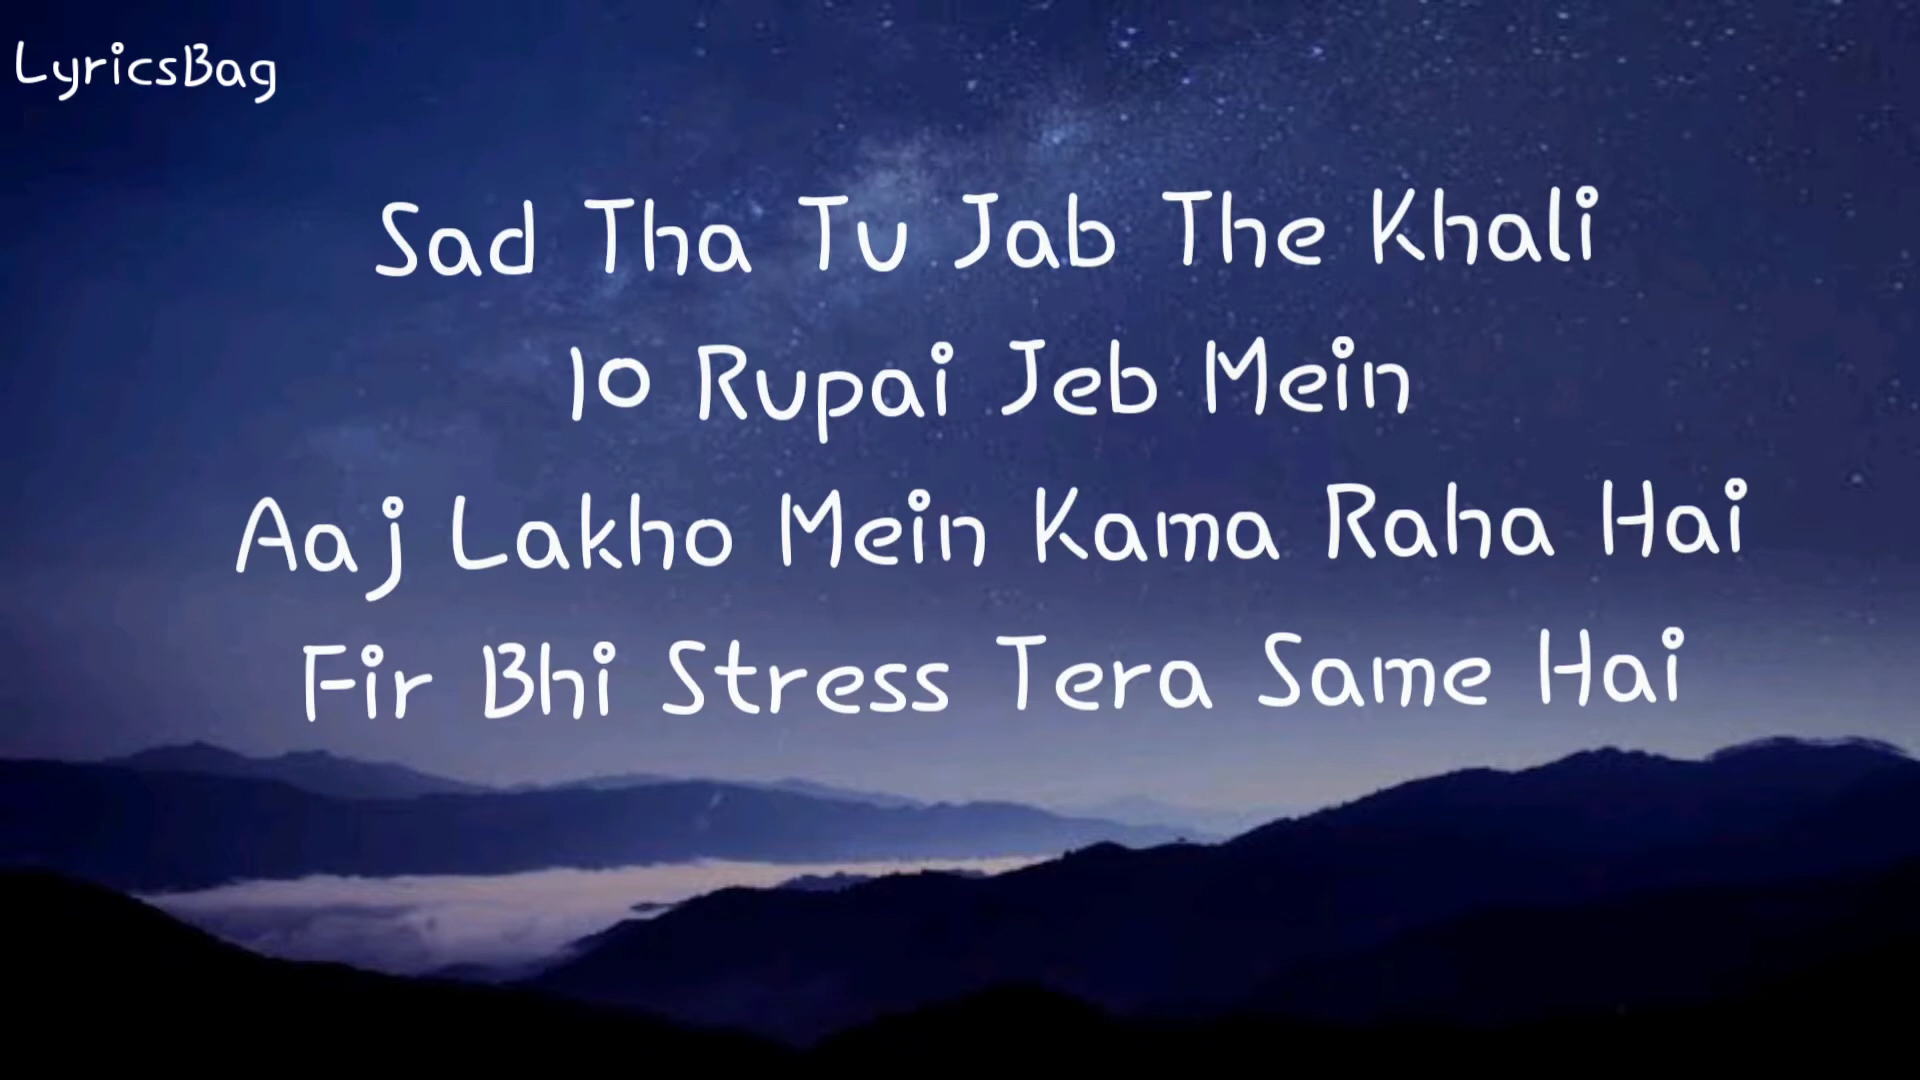 LyricsBag
Sad Tha Tu Jab The Khali
10 Rupai Jeb Mein
Aaj Lakho Mein Kama Raha Hai
Fir Bhi Stress Tera Same Hai